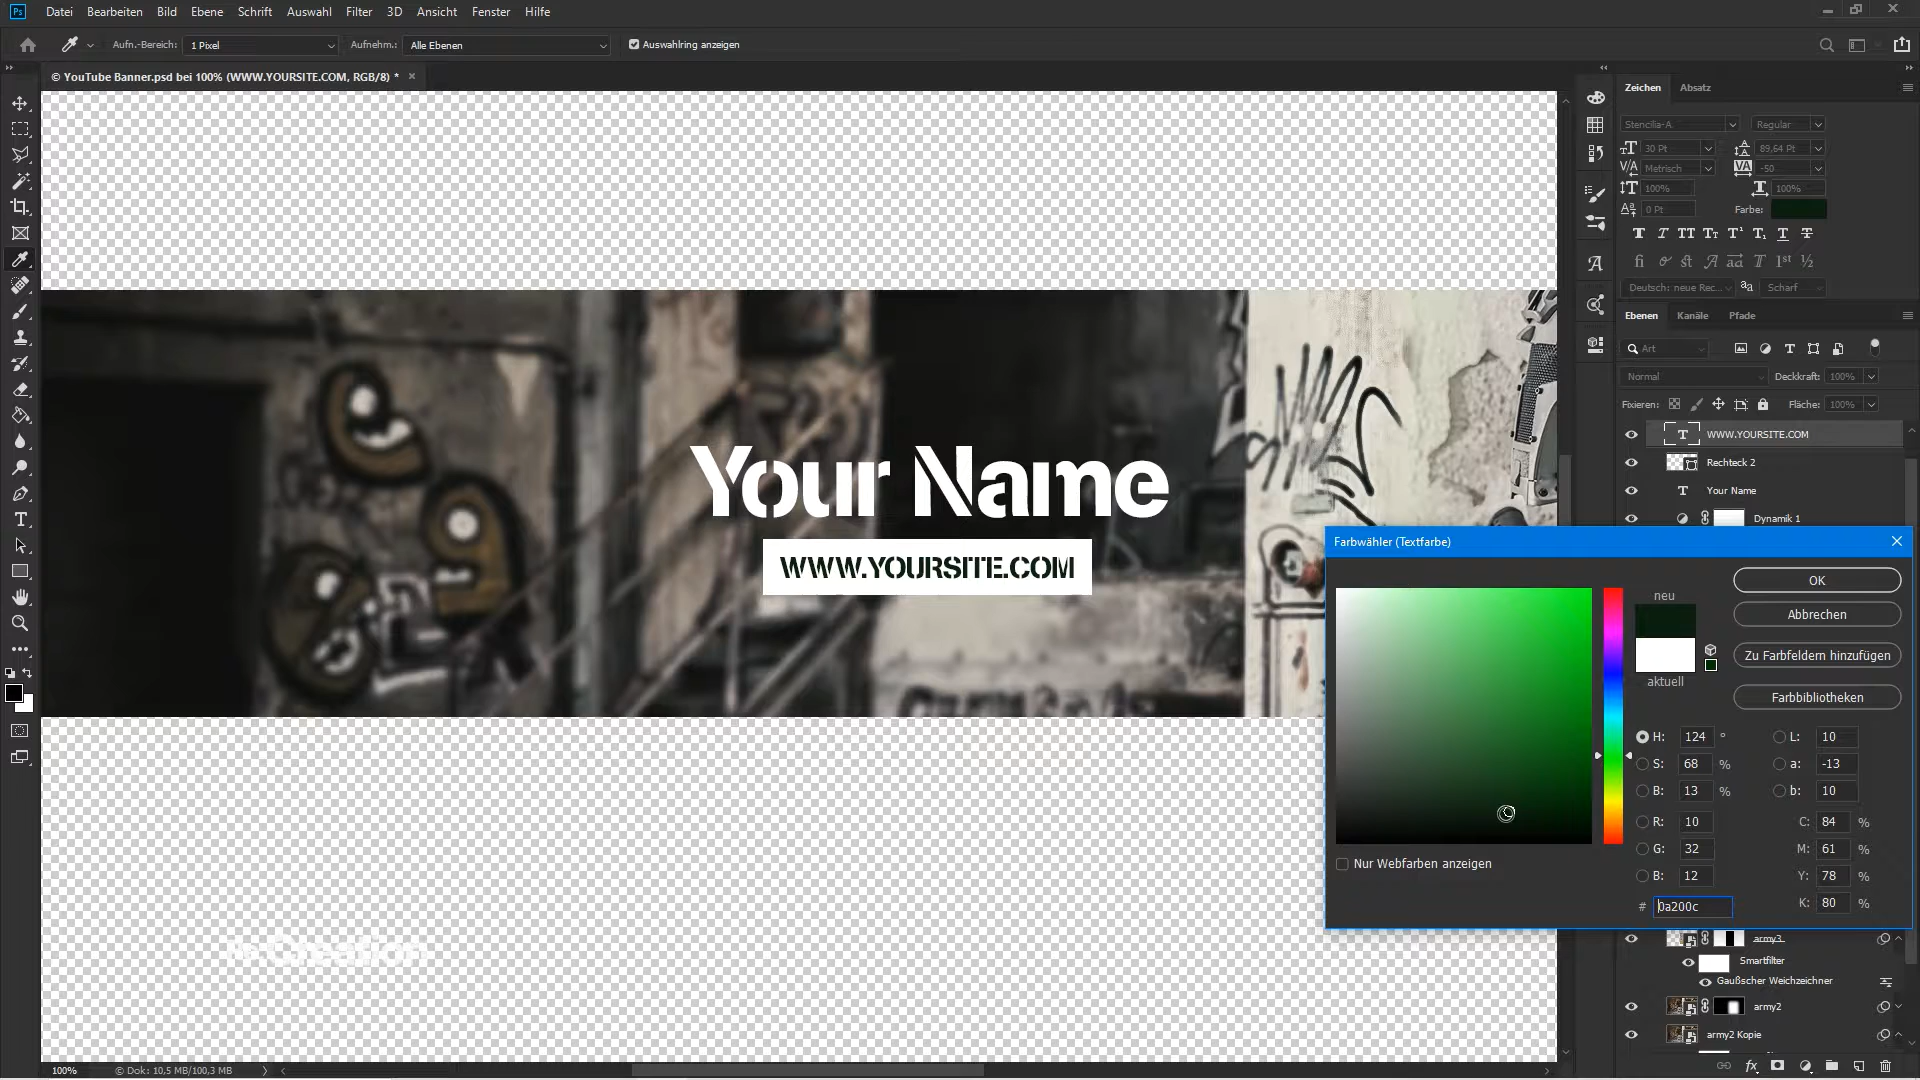 Ps Datei Bearbeiten Bild Ebene Schrift Auswahl Filter 3D Ansicht Fenster Hilfe
Aufn.-Bereich: 1 Pixel Aufnehm.: Alle Ebenen Auswahlring anzeigen
© YouTube Banner.psd bei 100% (WWW.YOURSITE.COM, RGB/8) *
Zeichen Absatz
Stencilia-A Regular
30 Pt 89,64 Pt
Metrisch -50
100% 100%
0 Pt Farbe:
Deutsch: neue Rec... aa Scharf
Ebenen Kanäle Pfade
Art
Normal Deckkraft: 100%
Fixieren: Fläche: 100%
WWW.YOURSITE.COM
Rechteck 2
Your Name
Dynamik 1
Your Name
WWW.YOURSITE.COM
Farbwähler (Textfarbe)
neu
aktuell
OK
Abbrechen
Zu Farbfeldern hinzufügen
Farbbibliotheken
H: 124 ° L: 10
S: 68 % a: -13
B: 13 % b: 10
R: 10 C: 84 %
G: 32 M: 61 %
B: 12 Y: 78 %
# 0a200c K: 80 %
Nur Webfarben anzeigen
army3
Smartfilter
Gaußscher Weichzeichner
army2
army2 Kopie
100% © Dok: 10,5 MB/100,3 MB